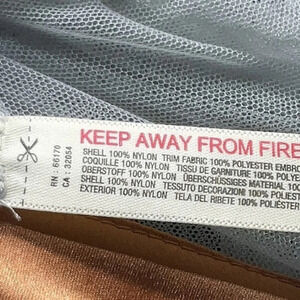 KEEP AWAY FROM FIRE
SHELL 100% NYLON TRIM FABRIC 100% POLYESTER EMBRO
COQUILLE 100% NYLON TISSU DE GARNITURE 100% POLYE
OBERSTOFF 100% NYLON ÜBERSCHÜSSIGES MATERIAL 100%
SHELL 100% NYLON TESSUTO DECORAZIONI 100% POLIEST
EXTERIOR 100% NYLON TELA DEL RIBETE 100% POLIÉSTER
RN : 66170
CA : 32054